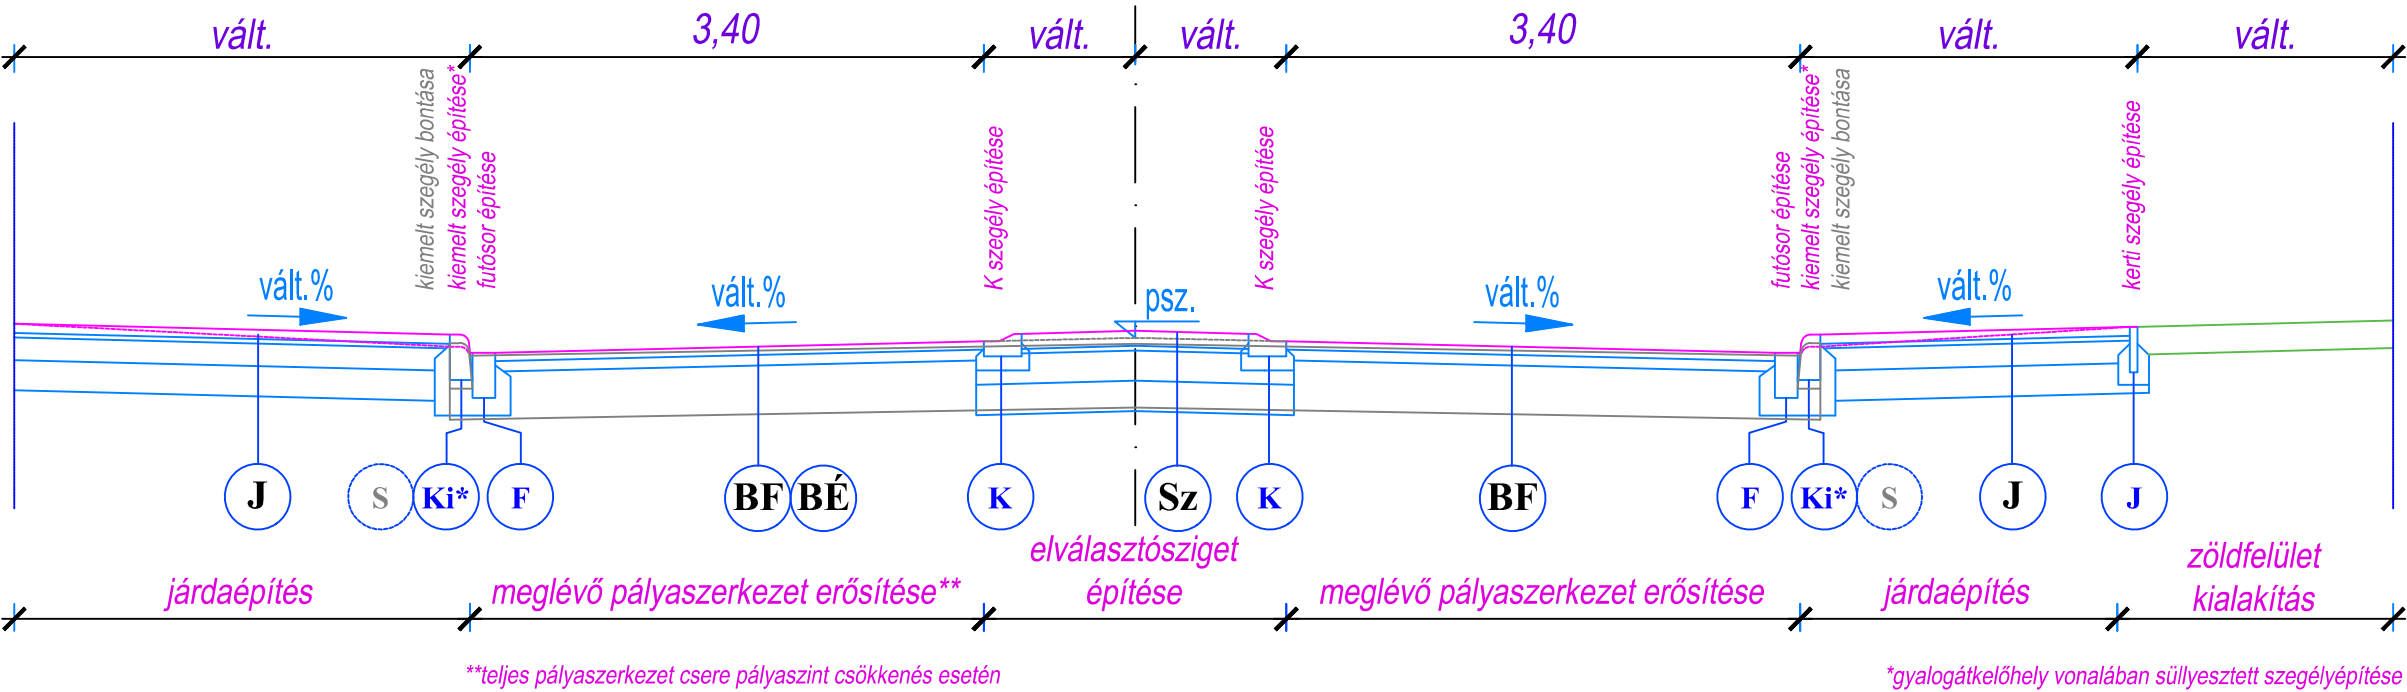 vált.
3,40
vált.
vált.
3,40
vált.
vált.
kiemelt szegély bontása
kiemelt szegély építése*
futósor építése
K szegély építése
K szegély építése
futósor építése
kiemelt szegély építése*
kiemelt szegély bontása
kerti szegély építése
vált.%
vált.%
psz.
vált.%
vált.%
J
S
Ki*
F
BF
BÉ
K
Sz
K
BF
F
Ki*
S
J
J
járdaépítés
meglévő pályaszerkezet erősítése**
elválasztósziget
építése
meglévő pályaszerkezet erősítése
járdaépítés
zöldfelület
kialakítás
**teljes pályaszerkezet csere pályaszint csökkenés esetén
*gyalogátkelőhely vonalában süllyesztett szegélyépítése